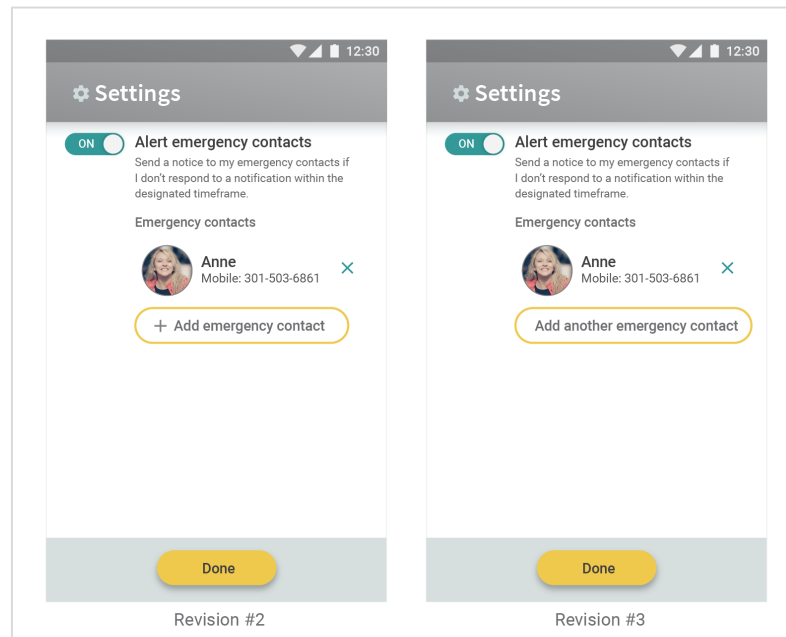 12:30
Settings
ON
Alert emergency contacts
Send a notice to my emergency contacts if
I don't respond to a notification within the
designated timeframe.
Emergency contacts
Anne
Mobile: 301-503-6861
+ Add emergency contact
Done
Revision #2
12:30
Settings
ON
Alert emergency contacts
Send a notice to my emergency contacts if
I don't respond to a notification within the
designated timeframe.
Emergency contacts
Anne
Mobile: 301-503-6861
Add another emergency contact
Done
Revision #3